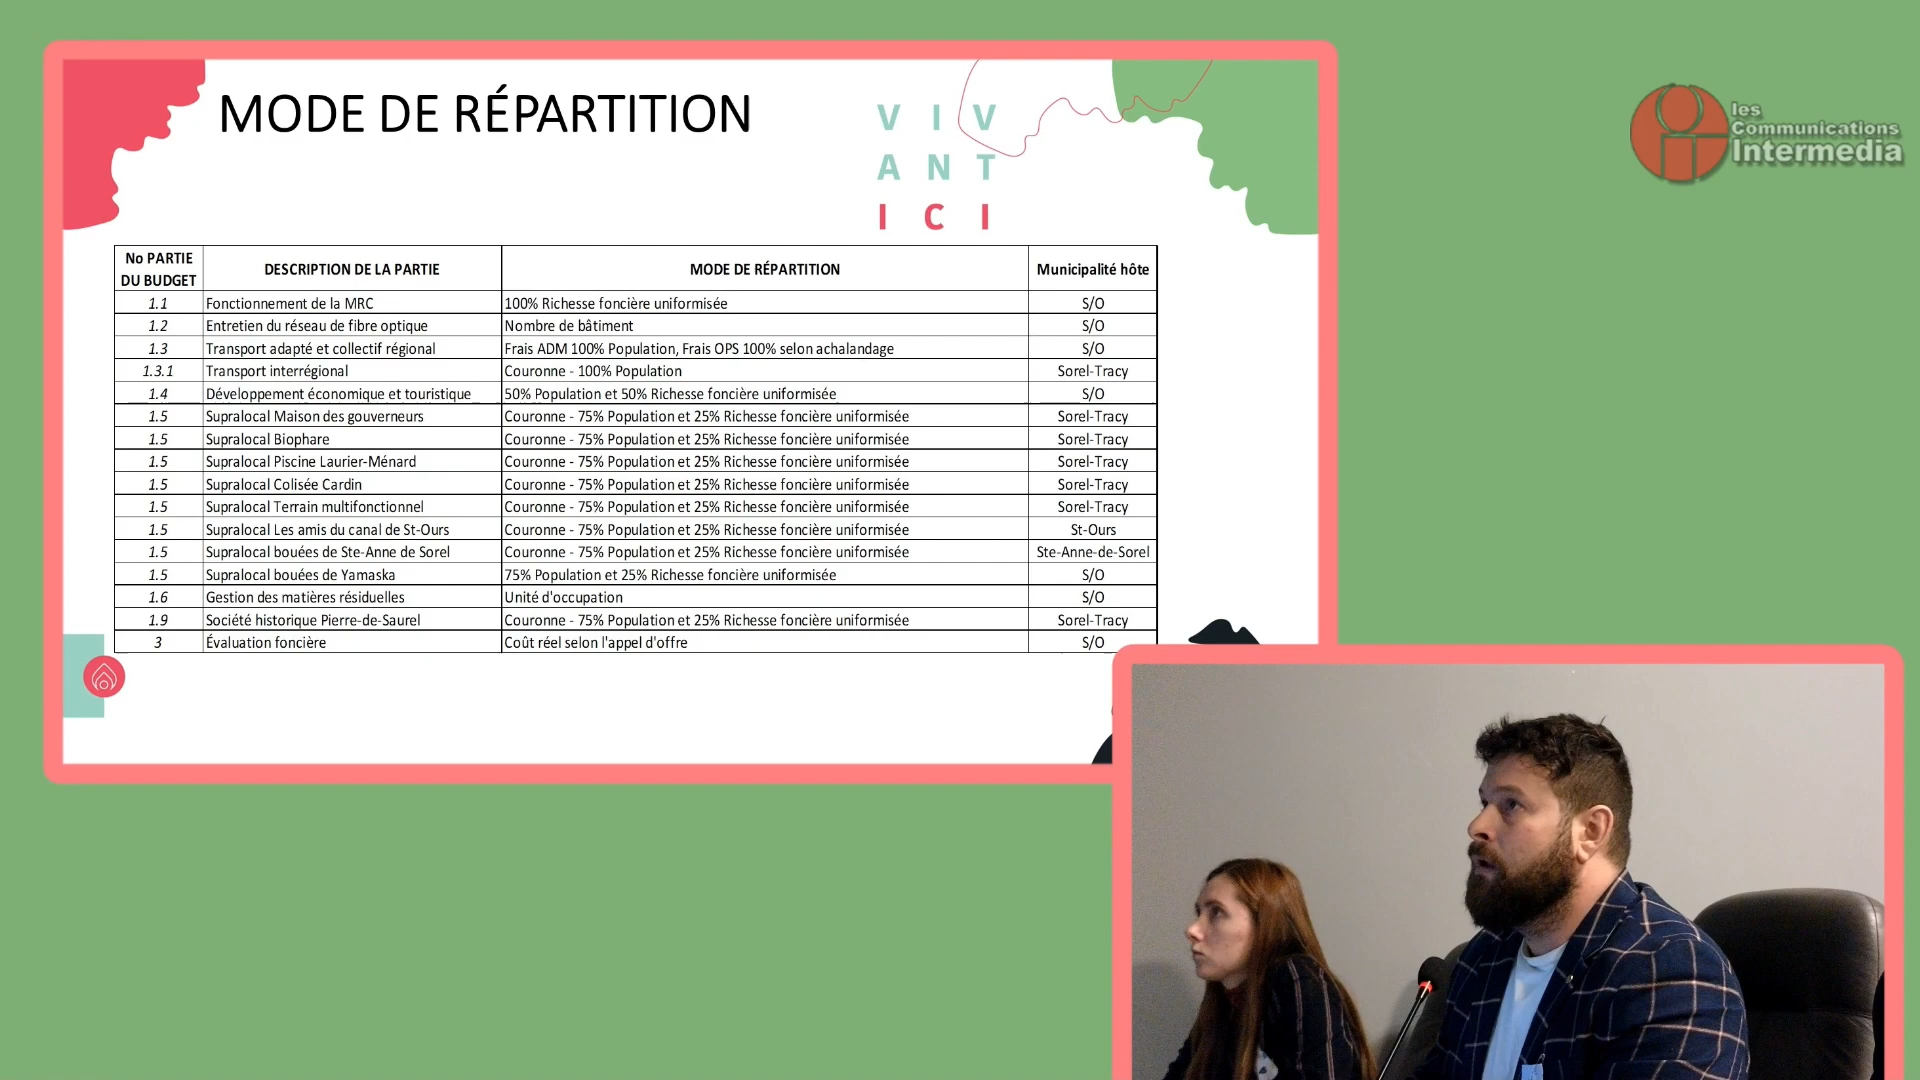 MODE DE RÉPARTITION
V I V
A N T
I C I
les
Communications
Intermedia
No PARTIE DU BUDGET DESCRIPTION DE LA PARTIE MODE DE RÉPARTITION Municipalité hôte
1.1 Fonctionnement de la MRC 100% Richesse foncière uniformisée S/O
1.2 Entretien du réseau de fibre optique Nombre de bâtiment S/O
1.3 Transport adapté et collectif régional Frais ADM 100% Population, Frais OPS 100% selon achalandage S/O
1.3.1 Transport interrégional Couronne - 100% Population Sorel-Tracy
1.4 Développement économique et touristique 50% Population et 50% Richesse foncière uniformisée S/O
1.5 Supralocal Maison des gouverneurs Couronne - 75% Population et 25% Richesse foncière uniformisée Sorel-Tracy
1.5 Supralocal Biophare Couronne - 75% Population et 25% Richesse foncière uniformisée Sorel-Tracy
1.5 Supralocal Piscine Laurier-Ménard Couronne - 75% Population et 25% Richesse foncière uniformisée Sorel-Tracy
1.5 Supralocal Colisée Cardin Couronne - 75% Population et 25% Richesse foncière uniformisée Sorel-Tracy
1.5 Supralocal Terrain multifonctionnel Couronne - 75% Population et 25% Richesse foncière uniformisée Sorel-Tracy
1.5 Supralocal Les amis du canal de St-Ours Couronne - 75% Population et 25% Richesse foncière uniformisée St-Ours
1.5 Supralocal bouées de Ste-Anne de Sorel Couronne - 75% Population et 25% Richesse foncière uniformisée Ste-Anne-de-Sorel
1.5 Supralocal bouées de Yamaska 75% Population et 25% Richesse foncière uniformisée S/O
1.6 Gestion des matières résiduelles Unité d'occupation S/O
1.9 Société historique Pierre-de-Saurel Couronne - 75% Population et 25% Richesse foncière uniformisée Sorel-Tracy
3 Évaluation foncière Coût réel selon l'appel d'offre S/O